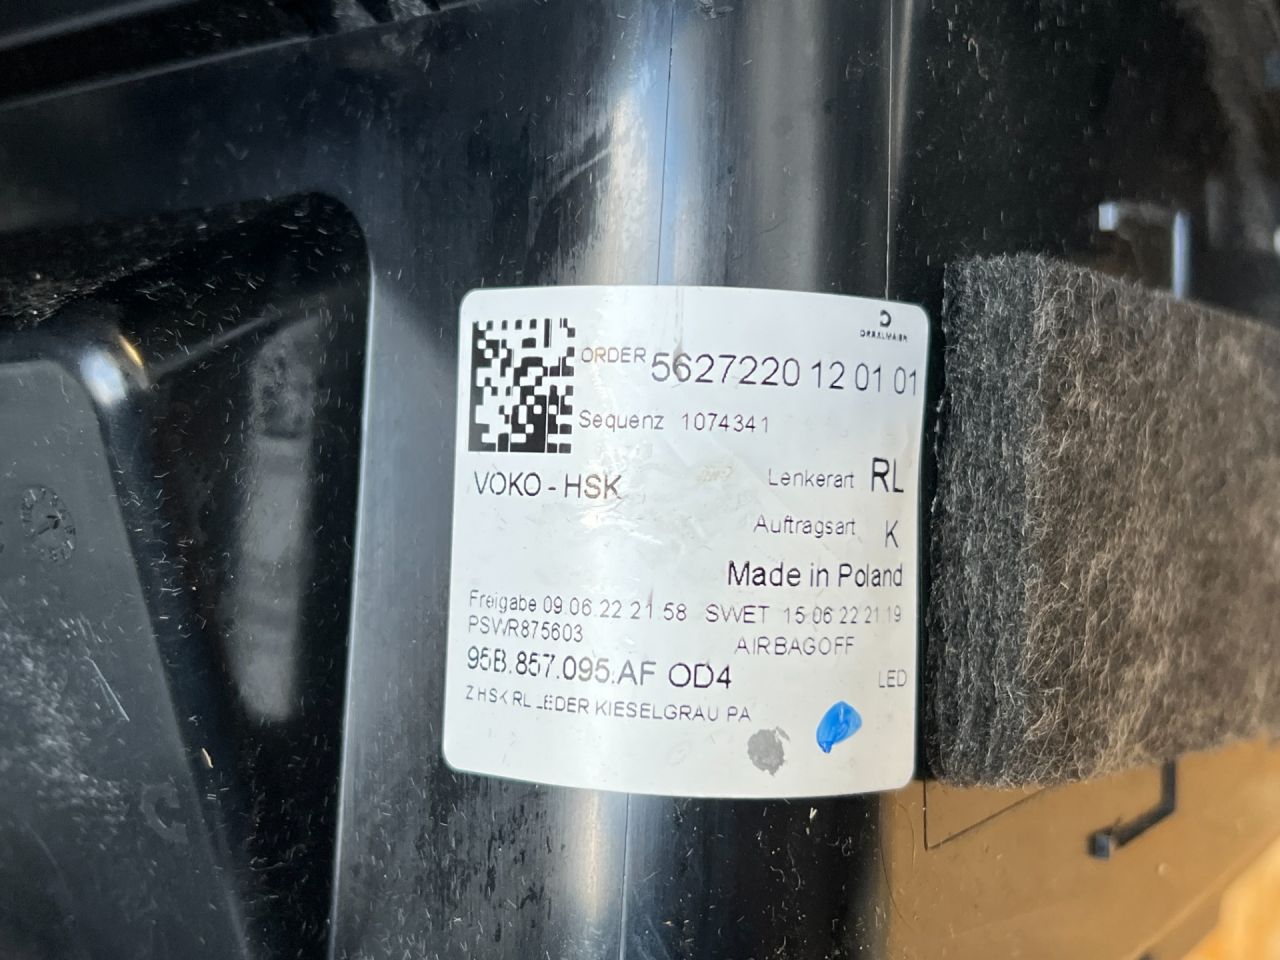 DRÄXLMAIER
ORDER 5627220 12 01 01
Sequenz 1074341
VOKO - HSK
Lenkerart RL
Auftragsart K
Made in Poland
Freigabe 09.06.22 21:58 SWET 15.06.22 21:19
PSWR875603
AIRBAGOFF
95B.857.095.AF OD4
LED
Z HSK RL LEDER KIESELGRAU PA